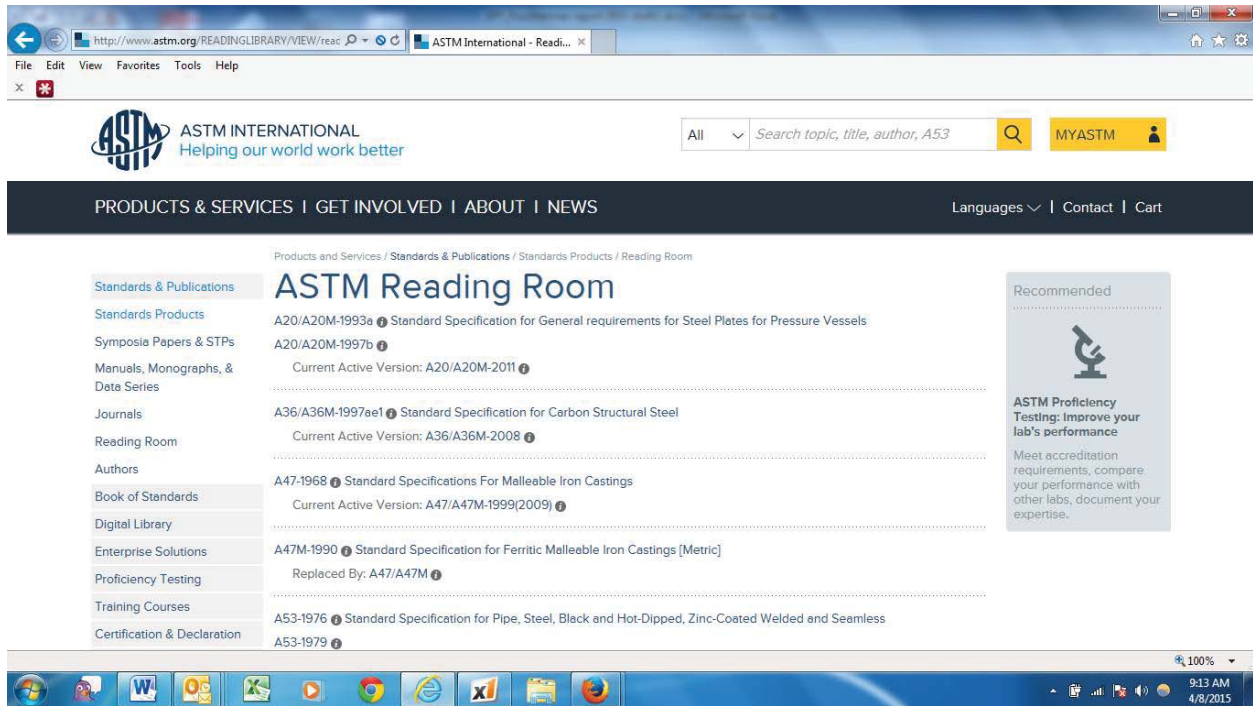 http://www.astm.org/READINGLIBRARY/VIEW/reac
ASTM International - Readi...
File Edit View Favorites Tools Help
ASTM
ASTM INTERNATIONAL
Helping our world work better
All
Search topic, title, author, A53
MYASTM
PRODUCTS & SERVICES | GET INVOLVED | ABOUT | NEWS
Languages | Contact | Cart
Products and Services / Standards & Publications / Standards Products / Reading Room
Standards & Publications
Standards Products
Symposia Papers & STPs
Manuals, Monographs, &
Data Series
Journals
Reading Room
Authors
Book of Standards
Digital Library
Enterprise Solutions
Proficiency Testing
Training Courses
Certification & Declaration
ASTM Reading Room
A20/A20M-1993a Standard Specification for General requirements for Steel Plates for Pressure Vessels
A20/A20M-1997b
Current Active Version: A20/A20M-2011
A36/A36M-1997ae1 Standard Specification for Carbon Structural Steel
Current Active Version: A36/A36M-2008
A47-1968 Standard Specifications For Malleable Iron Castings
Current Active Version: A47/A47M-1999(2009)
A47M-1990 Standard Specification for Ferritic Malleable Iron Castings [Metric]
Replaced By: A47/A47M
A53-1976 Standard Specification for Pipe, Steel, Black and Hot-Dipped, Zinc-Coated Welded and Seamless
A53-1979
Recommended
ASTM Proficiency
Testing: Improve your
lab's performance
Meet accreditation
requirements, compare
your performance with
other labs, document your
expertise.
100%
9:13 AM
4/8/2015